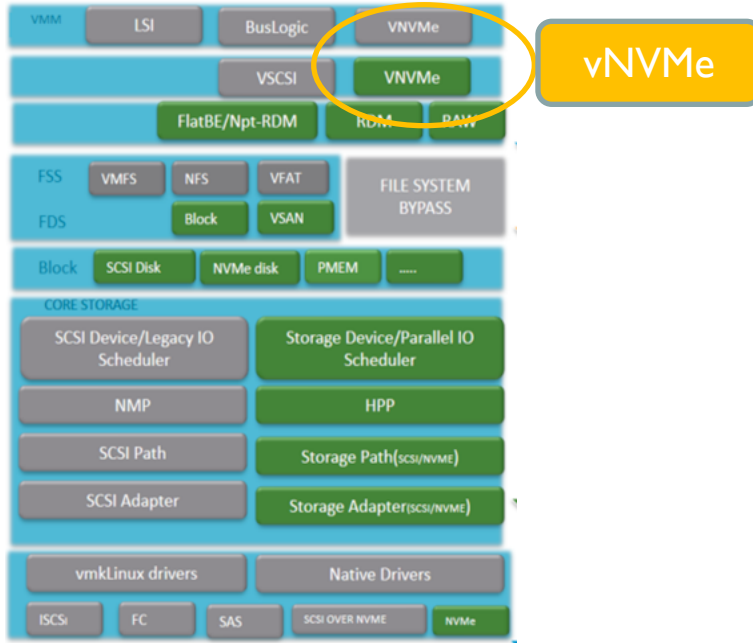 VMM
LSI
BusLogic
VNVMe
vNVMe
VSCSI
VNVMe
FlatBE/Npt-RDM
RDM
RAW
FSS
VMFS
NFS
VFAT
FILE SYSTEM
BYPASS
FDS
Block
VSAN
Block
SCSI Disk
NVMe disk
PMEM
.....
CORE STORAGE
SCSI Device/Legacy IO
Scheduler
Storage Device/Parallel IO
Scheduler
NMP
HPP
SCSI Path
Storage Path(SCSI/NVME)
SCSI Adapter
Storage Adapter(SCSI/NVME)
vmkLinux drivers
Native Drivers
ISCSi
FC
SAS
SCSI OVER NVME
NVMe